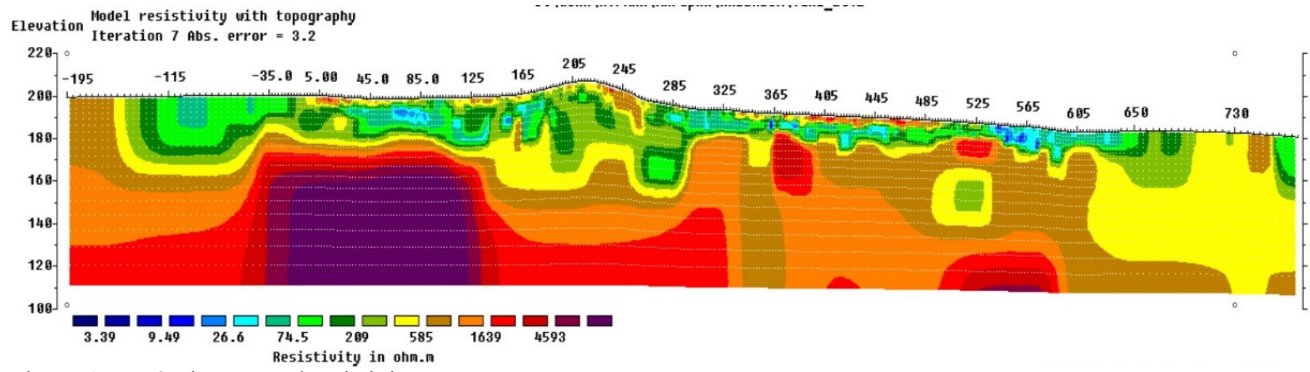 Model resistivity with topography
Elevation
Iteration 7 Abs. error = 3.2
220
-195 -115 -35.0 5.00 45.0 85.0 125 165 205 245 285 325 365 405 445 485 525 565 605 650 730
200
180
160
140
120
100
3.39 9.49 26.6 74.5 209 585 1639 4593
Resistivity in ohm.m